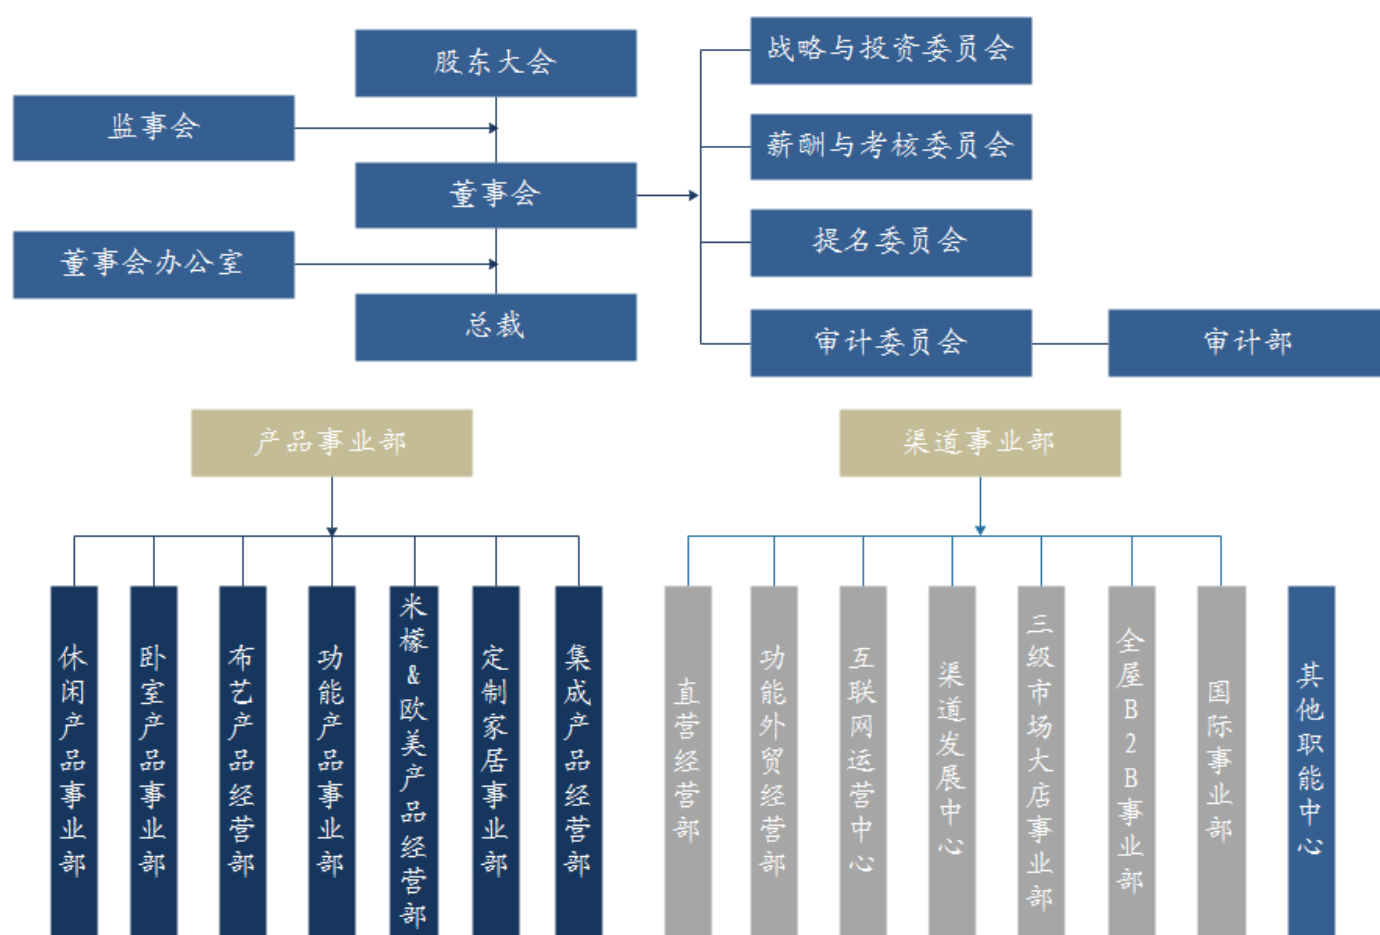 股东大会
战略与投资委员会
监事会
薪酬与考核委员会
董事会
提名委员会
董事会办公室
总裁
审计委员会
审计部
产品事业部
渠道事业部
休闲产品事业部
卧室产品事业部
布艺产品经营部
功能产品事业部
米檬&欧美产品经营部
定制家居事业部
集成产品经营部
直营经营部
功能外贸经营部
互联网运营中心
渠道发展中心
三级市场大店事业部
全屋B2B事业部
国际事业部
其他职能中心